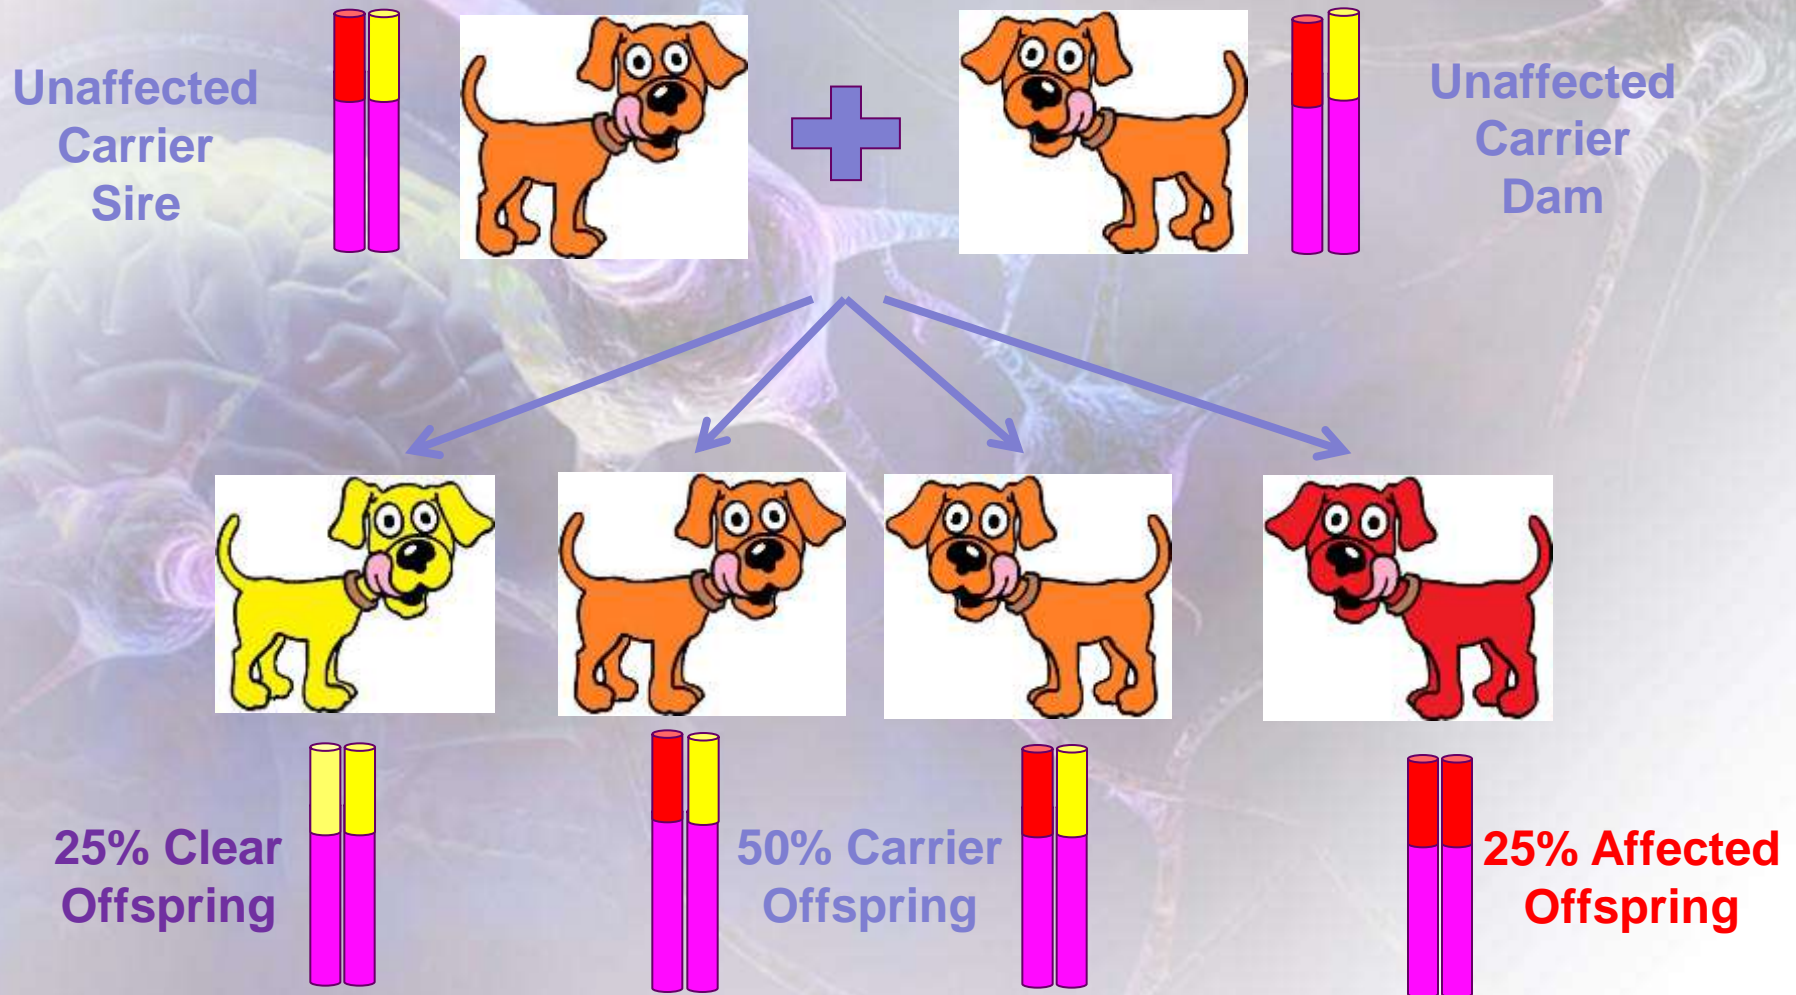 Unaffected
Carrier
Sire
Unaffected
Carrier
Dam
25% Clear
Offspring
50% Carrier
Offspring
25% Affected
Offspring